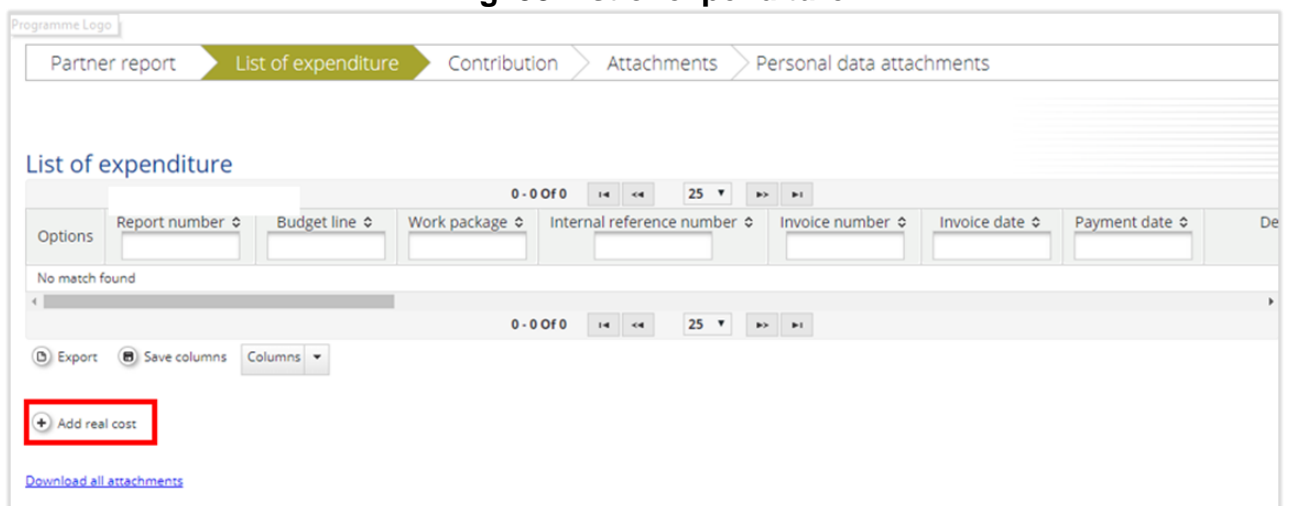 Programme Logo
Partner report List of expenditure Contribution Attachments Personal data attachments
List of expenditure
0 - 0 Of 0 25
Options Report number Budget line Work package Internal reference number Invoice number Invoice date Payment date De
No match found
0 - 0 Of 0 25
Export Save columns Columns
Add real cost
Download all attachments